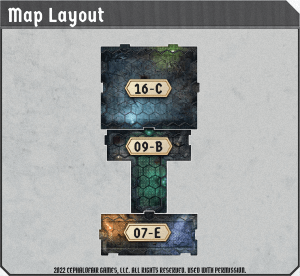 Map Layout
16-C
09-B
07-E
2022 CEPHALOFAIR GAMES, LLC. ALL RIGHTS RESERVED. USED WITH PERMISSION.